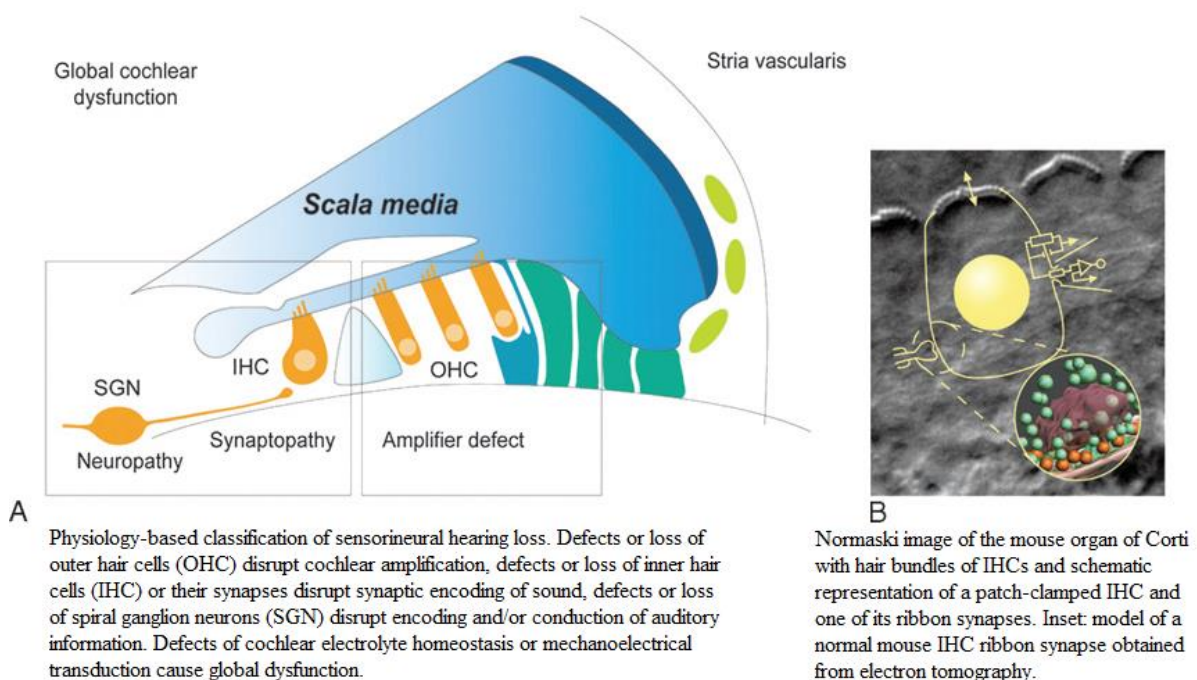 Global cochlear
dysfunction
Stria vascularis
Scala media
IHC
OHC
SGN
Neuropathy
Synaptopathy
Amplifier defect
A
B
Physiology-based classification of sensorineural hearing loss. Defects or loss of
outer hair cells (OHC) disrupt cochlear amplification, defects or loss of inner hair
cells (IHC) or their synapses disrupt synaptic encoding of sound, defects or loss
of spiral ganglion neurons (SGN) disrupt encoding and/or conduction of auditory
information. Defects of cochlear electrolyte homeostasis or mechanoelectrical
transduction cause global dysfunction.
Normaski image of the mouse organ of Corti
with hair bundles of IHCs and schematic
representation of a patch-clamped IHC and
one of its ribbon synapses. Inset: model of a
normal mouse IHC ribbon synapse obtained
from electron tomography.